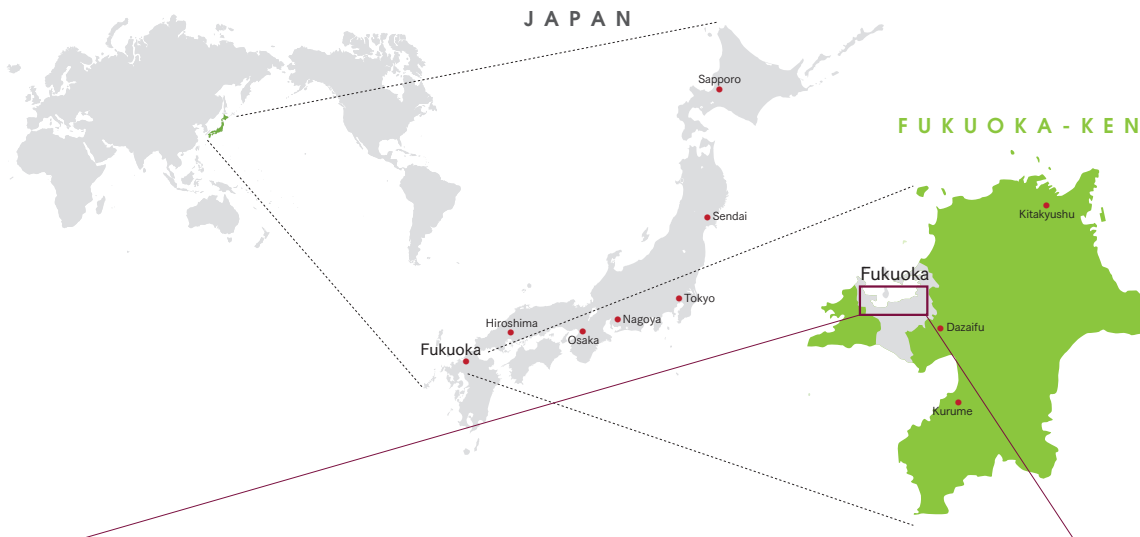 JAPAN
Sapporo
FUKUOKA-KEN
Kitakyushu
Sendai
Fukuoka
Tokyo
Nagoya
Hiroshima
Osaka
Dazaifu
Fukuoka
Kurume